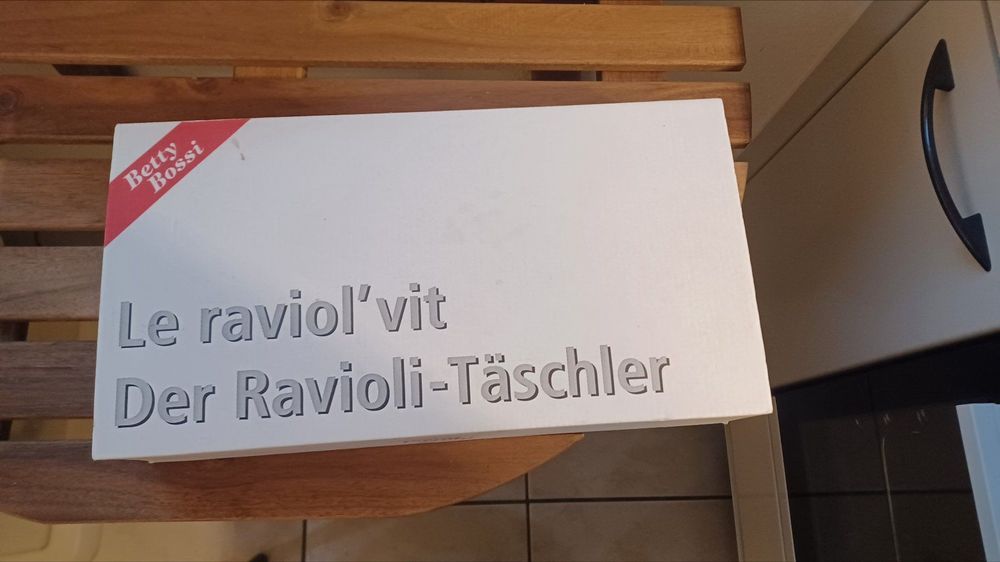 Betty
Bossi
Le raviol'vit
Der Ravioli-Täschler